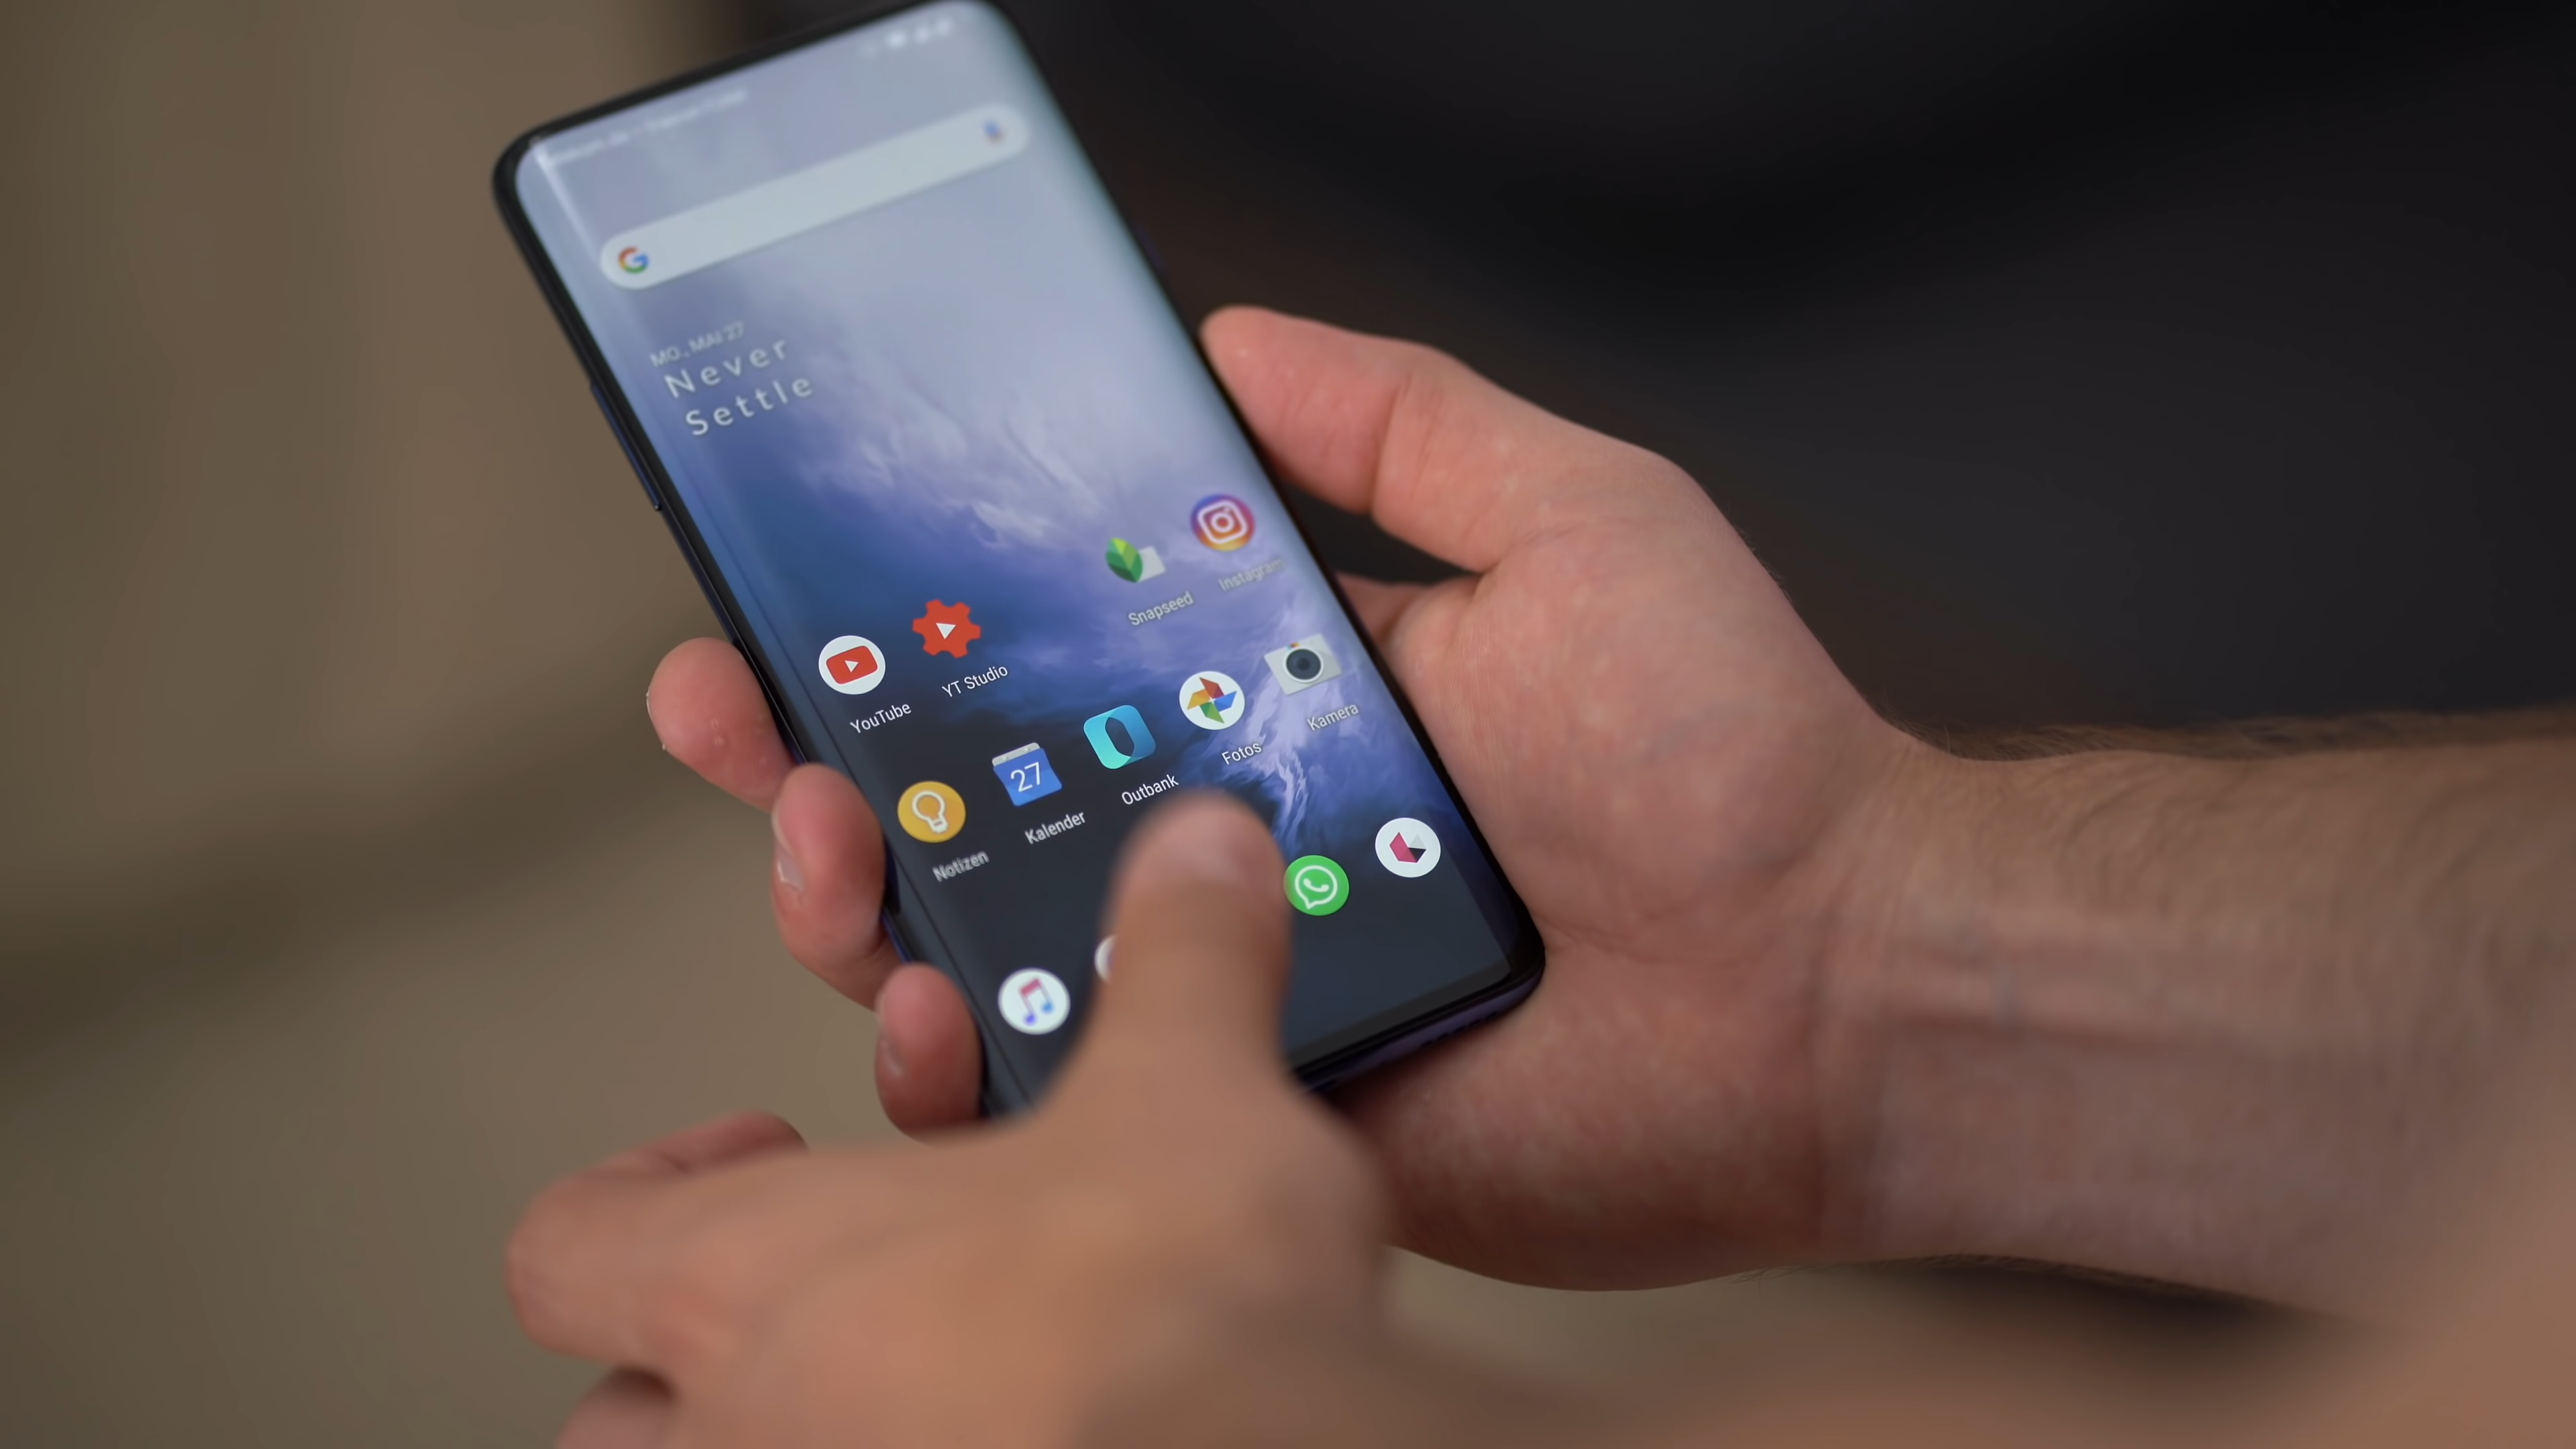 G
MO., MAI 27
Never
Settle
Snapseed
Instagram
YouTube
YT Studio
Notizen
27
Kalender
Outbank
Fotos
Kamera